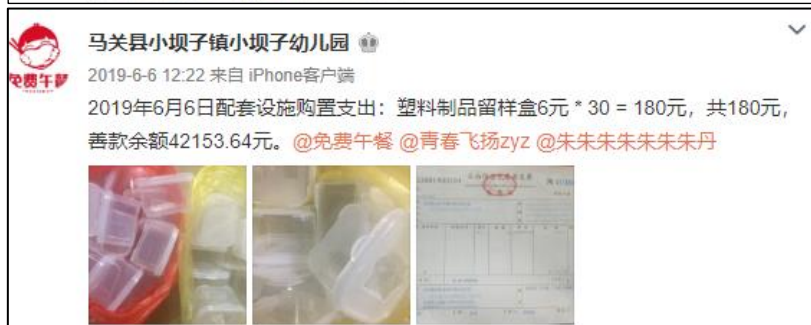 马关县小坝子镇小坝子幼儿园
免费午餐
2019-6-6 12:22 来自 iPhone客户端
2019年6月6日配套设施购置支出：塑料制品留样盒6元 * 30 = 180元，共180元，
善款余额42153.64元。@免费午餐 @青春飞扬zyz @朱朱朱朱朱朱朱丹